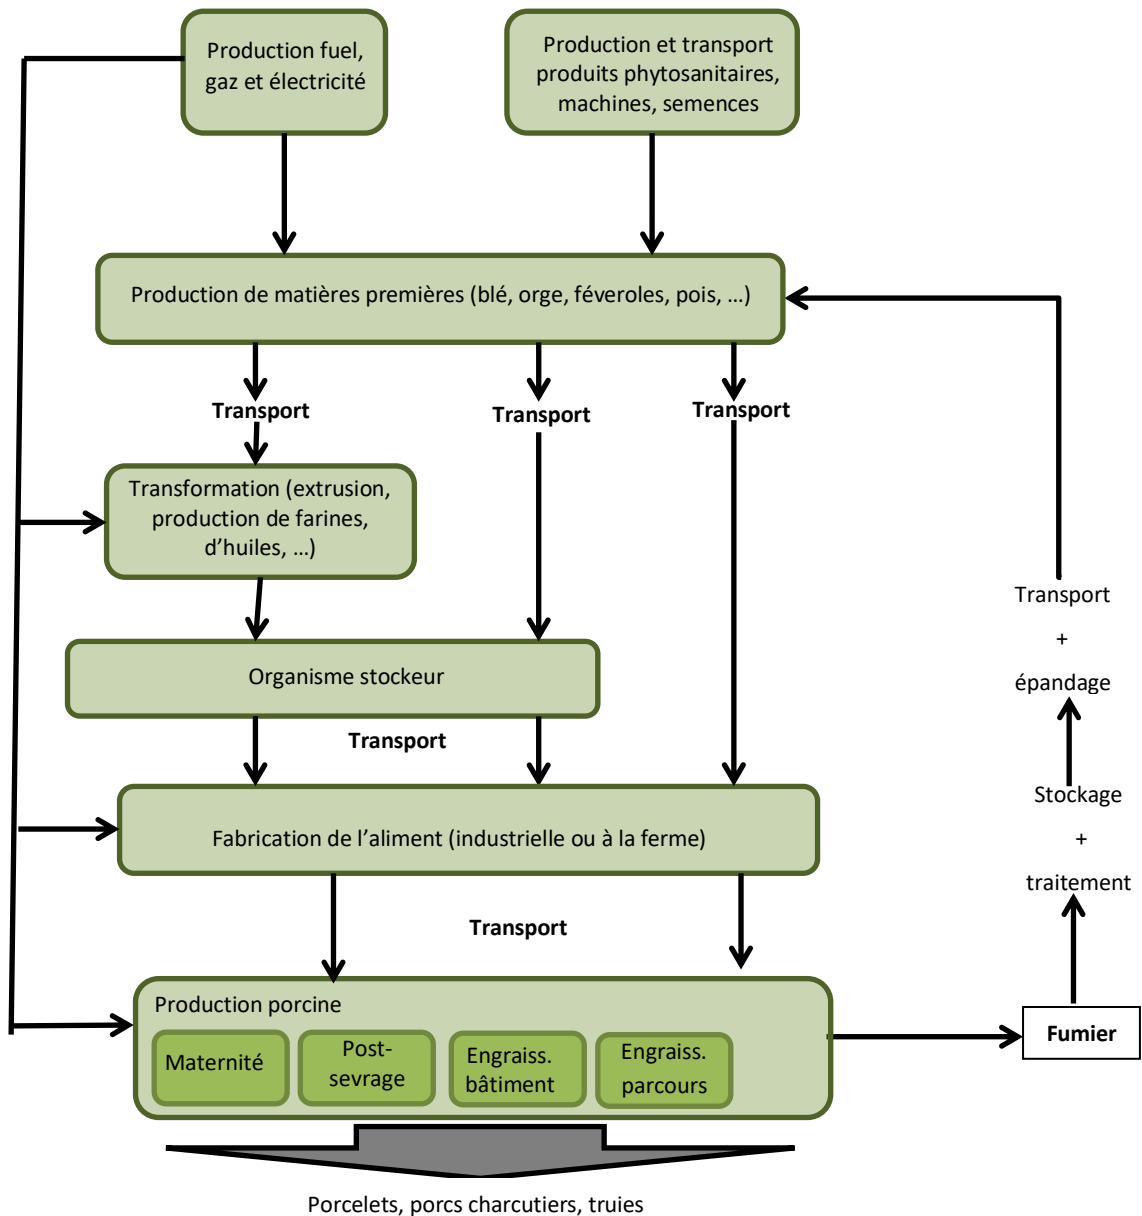 Production fuel,
gaz et électricité
Production et transport
produits phytosanitaires,
machines, semences
Production de matières premières (blé, orge, féveroles, pois, …)
Transport
Transport
Transport
Transformation (extrusion,
production de farines,
d’huiles, …)
Organisme stockeur
Transport
Fabrication de l’aliment (industrielle ou à la ferme)
Transport
Production porcine
Maternité
Post-
sevrage
Engraiss.
bâtiment
Engraiss.
parcours
Fumier
Stockage
+
traitement
Transport
+
épandage
Porcelets, porcs charcutiers, truies